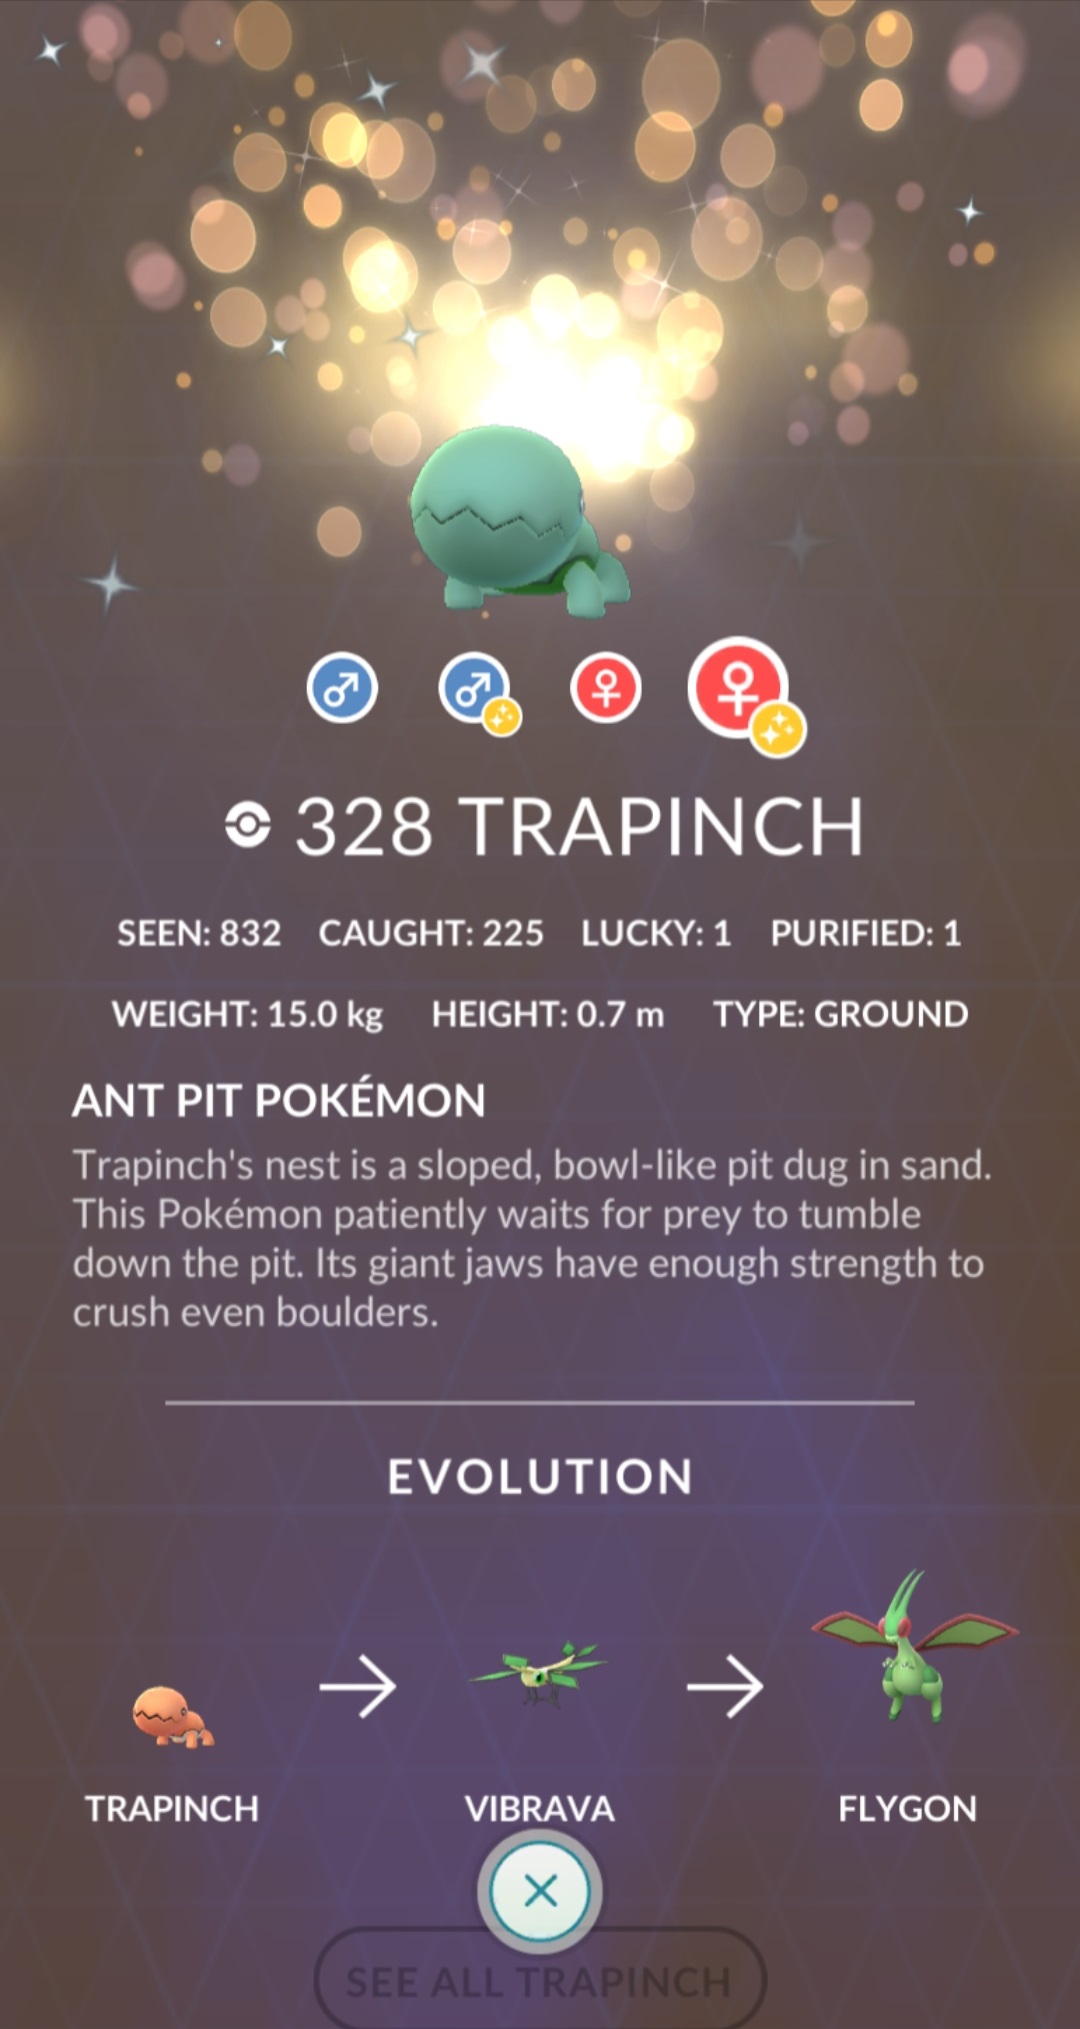 328 TRAPINCH
SEEN: 832 CAUGHT: 225 LUCKY: 1 PURIFIED: 1
WEIGHT: 15.0 kg HEIGHT: 0.7 m TYPE: GROUND
ANT PIT POKÉMON
Trapinch's nest is a sloped, bowl-like pit dug in sand.
This Pokémon patiently waits for prey to tumble
down the pit. Its giant jaws have enough strength to
crush even boulders.
EVOLUTION
TRAPINCH VIBRAVA FLYGON
SEE ALL TRAPINCH